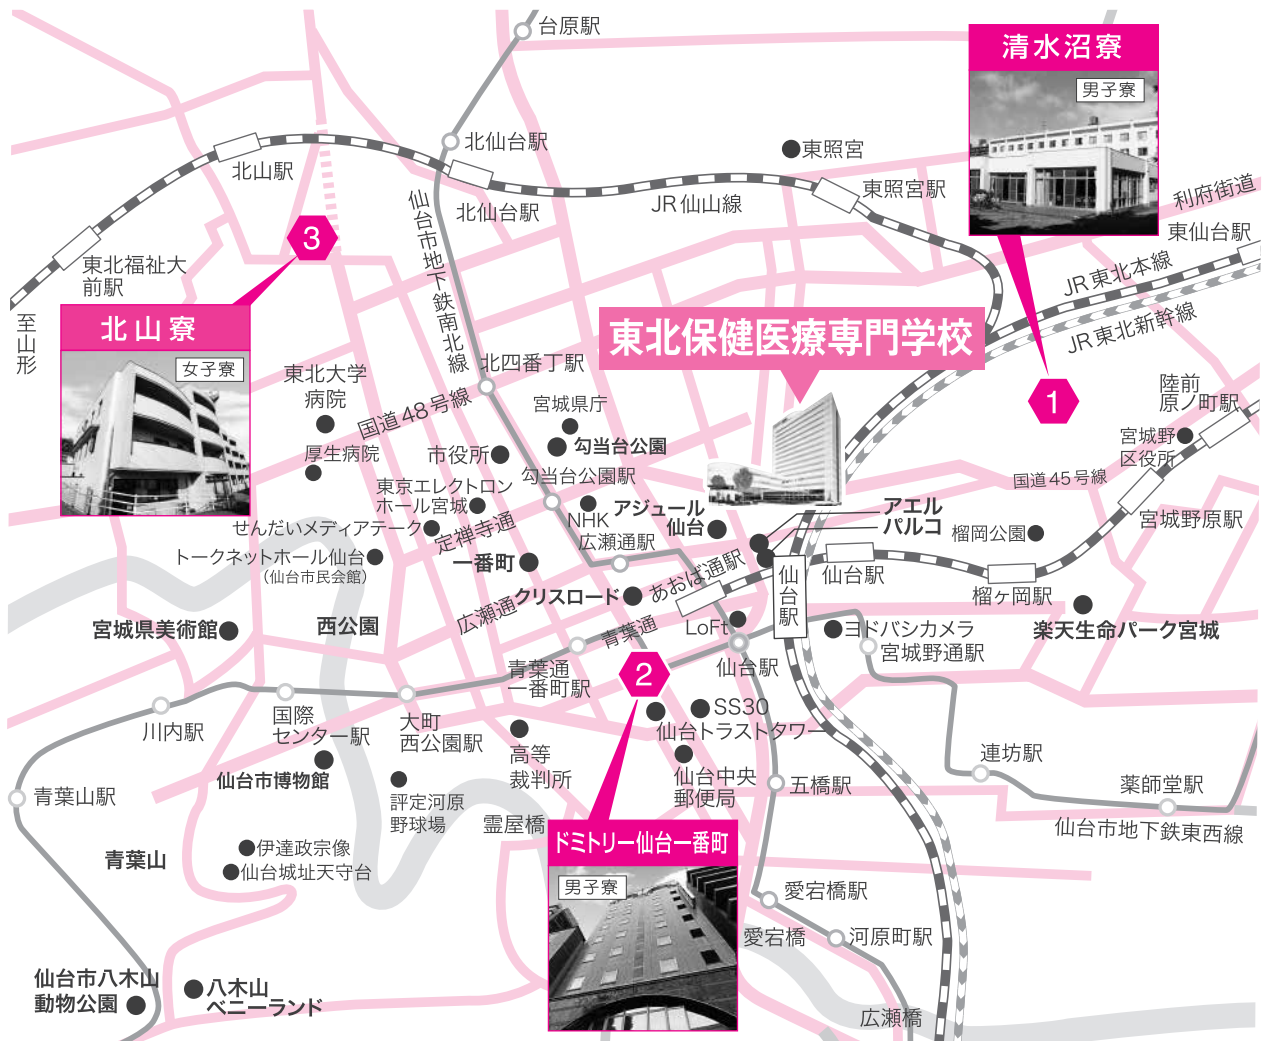 台原駅
清水沼寮
男子寮
北仙台駅
東照宮
北山駅
東照宮駅
利府街道
北仙台駅
JR仙山線
東仙台駅
仙台市地下鉄南北線
3
東北福祉大
前駅
JR東北本線
至山形
北山寮
女子寮
JR東北新幹線
東北保健医療専門学校
北四番丁駅
東北大学
病院
国道48号線
宮城県庁
1
陸前
原ノ町駅
勾当台公園
宮城野
区役所
市役所
厚生病院
勾当台公園駅
国道45号線
東京エレクトロン
ホール宮城
NHK
アジュール
仙台
アエル
パルコ
宮城野原駅
せんだいメディアテーク
定禅寺通
広瀬通駅
榴岡公園
トークネットホール仙台
(仙台市民会館)
一番町
あおば通駅
仙台駅
仙台駅
榴ヶ岡駅
クリスロード
広瀬通
宮城県美術館
西公園
青葉通
LoFt
ヨドバシカメラ
宮城野通駅
楽天生命パーク宮城
青葉通
一番町駅
2
仙台駅
川内駅
国際
センター駅
大町
西公園駅
SS30
仙台トラストタワー
高等
裁判所
連坊駅
仙台市博物館
仙台中央
郵便局
五橋駅
薬師堂駅
青葉山駅
評定河原
野球場
霊屋橋
仙台市地下鉄東西線
ドミトリー仙台一番町
男子寮
青葉山
伊達政宗像
仙台城址天守台
愛宕橋駅
愛宕橋
河原町駅
仙台市八木山
動物公園
八木山
ベニーランド
広瀬橋